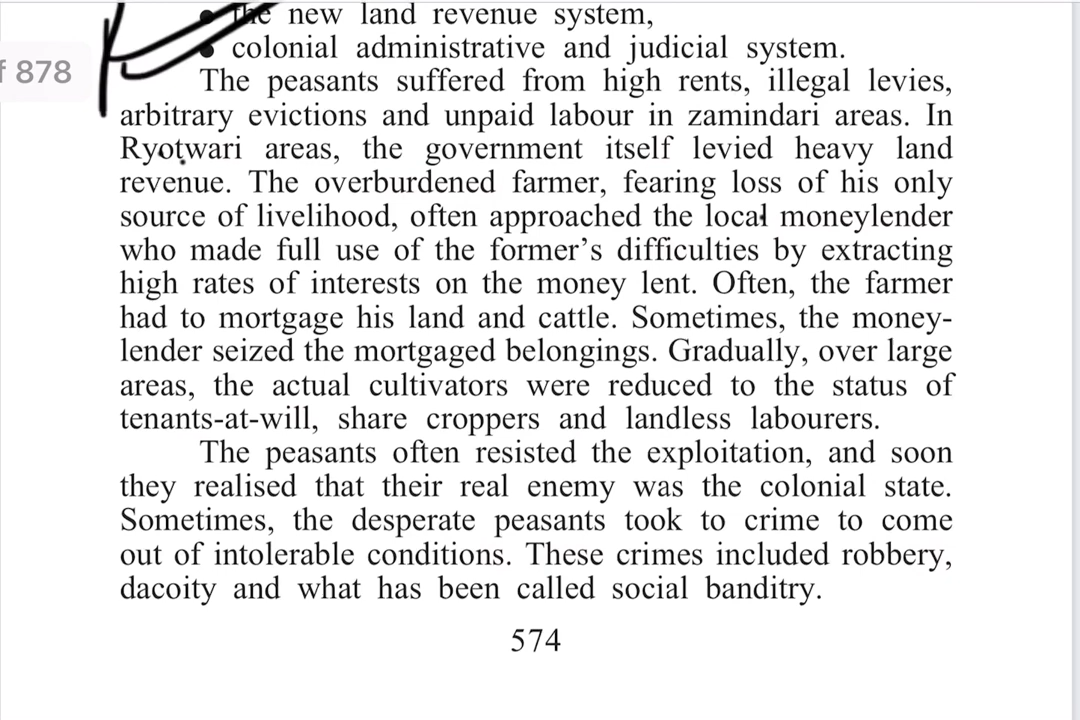 the new land revenue system,
colonial administrative and judicial system.
f 878
The peasants suffered from high rents, illegal levies,
arbitrary evictions and unpaid labour in zamindari areas. In
Ryotwari areas, the government itself levied heavy land
revenue. The overburdened farmer, fearing loss of his only
source of livelihood, often approached the local moneylender
who made full use of the former’s difficulties by extracting
high rates of interests on the money lent. Often, the farmer
had to mortgage his land and cattle. Sometimes, the money-
lender seized the mortgaged belongings. Gradually, over large
areas, the actual cultivators were reduced to the status of
tenants-at-will, share croppers and landless labourers.
The peasants often resisted the exploitation, and soon
they realised that their real enemy was the colonial state.
Sometimes, the desperate peasants took to crime to come
out of intolerable conditions. These crimes included robbery,
dacoity and what has been called social banditry.
574